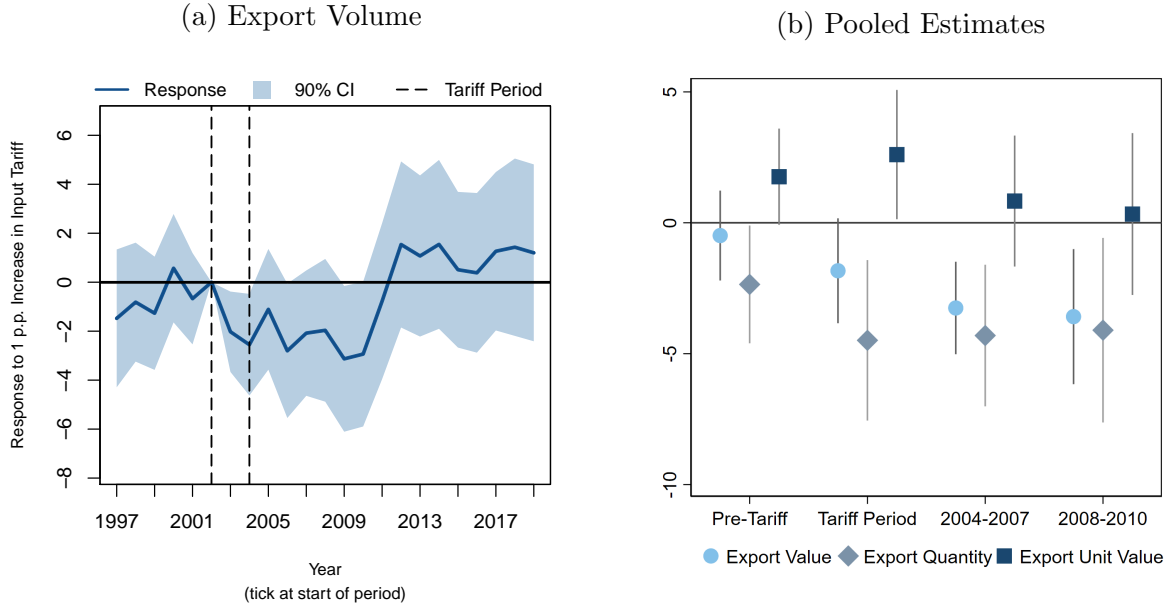 (a) Export Volume
Response 90% CI Tariff Period
Response to 1 p.p. Increase in Input Tariff
6
4
2
0
−2
−4
−6
−8
1997 2001 2005 2009 2013 2017
Year
(tick at start of period)
(b) Pooled Estimates
5
0
-5
-10
Pre-Tariff Tariff Period 2004-2007 2008-2010
Export Value Export Quantity Export Unit Value